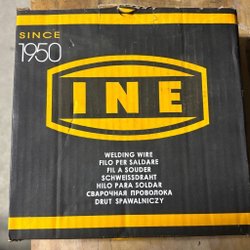 SINCE
1950
INE
WELDING WIRE
FILO PER SALDARE
FIL A SOUDER
SCHWEISSDRAHT
HILO PARA SOLDAR
СВАРОЧНАЯ ПРОВОЛОКА
DRUT SPAWALNICZY